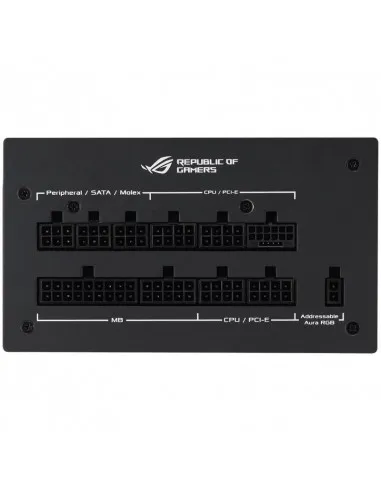 REPUBLIC OF
GAMERS
Peripheral / SATA / Molex
CPU / PCI-E
MB
CPU / PCI-E
Addressable
Aura RGB